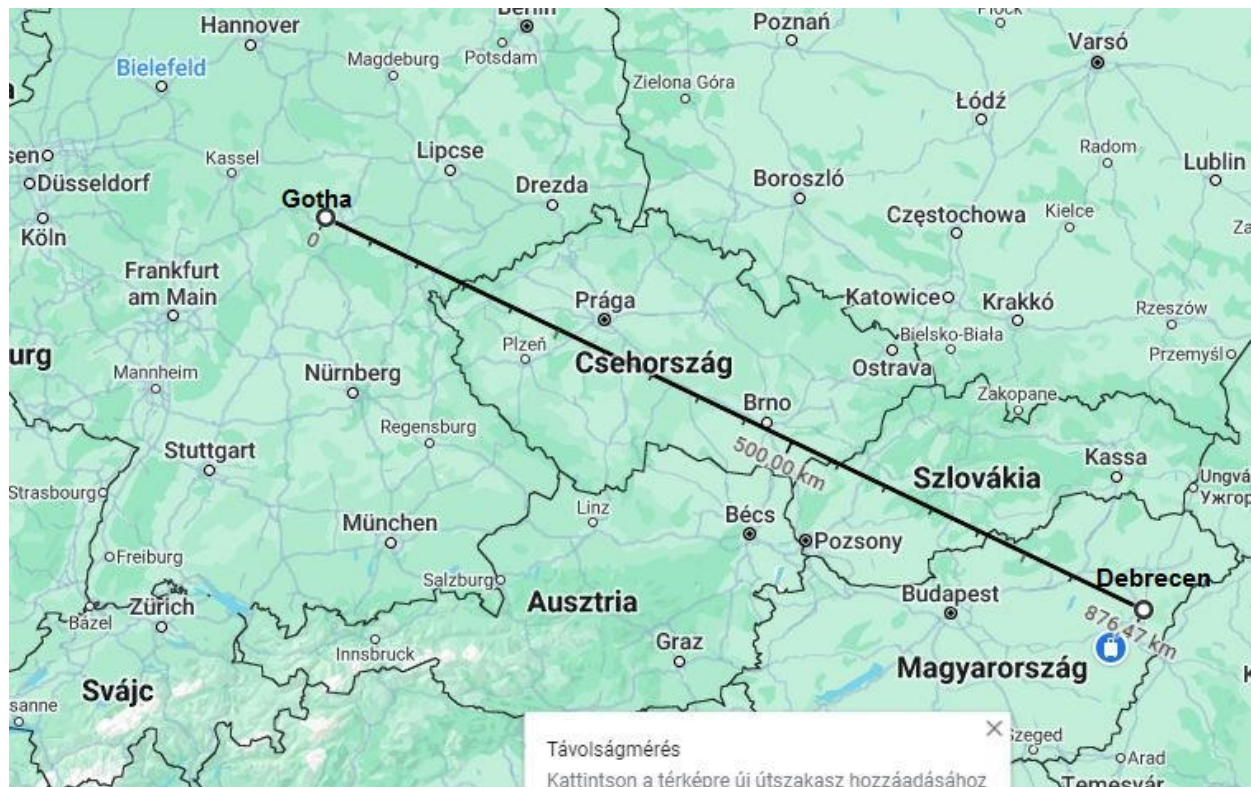 Hannover
Berlin
Poznań
Płock
Varsó
Bielefeld
Magdeburg
Potsdam
Zielona Góra
Łódź
Radom
Kassel
Lipcse
Lublin
Düsseldorf
Drezda
Boroszló
Gotha
Częstochowa
Kielce
Köln
0
Frankfurt
am Main
Prága
Katowice
Krakkó
Rzeszów
Bielsko-Biała
Przemyśl
urg
Plzeň
Csehország
Ostrava
Mannheim
Nürnberg
Zakopane
Brno
Regensburg
Stuttgart
500,00 km
Szlovákia
Kassa
Ungvá
Ужгор
Strasbourg
Linz
Bécs
München
Pozsony
Freiburg
Salzburg
Debrecen
Zürich
Bázel
Ausztria
Budapest
876,47 km
Graz
Innsbruck
Magyarország
Svájc
sanne
Szeged
Távolságmérés
Arad
Kattintson a térképre új útszakasz hozzáadásához
Temesvár